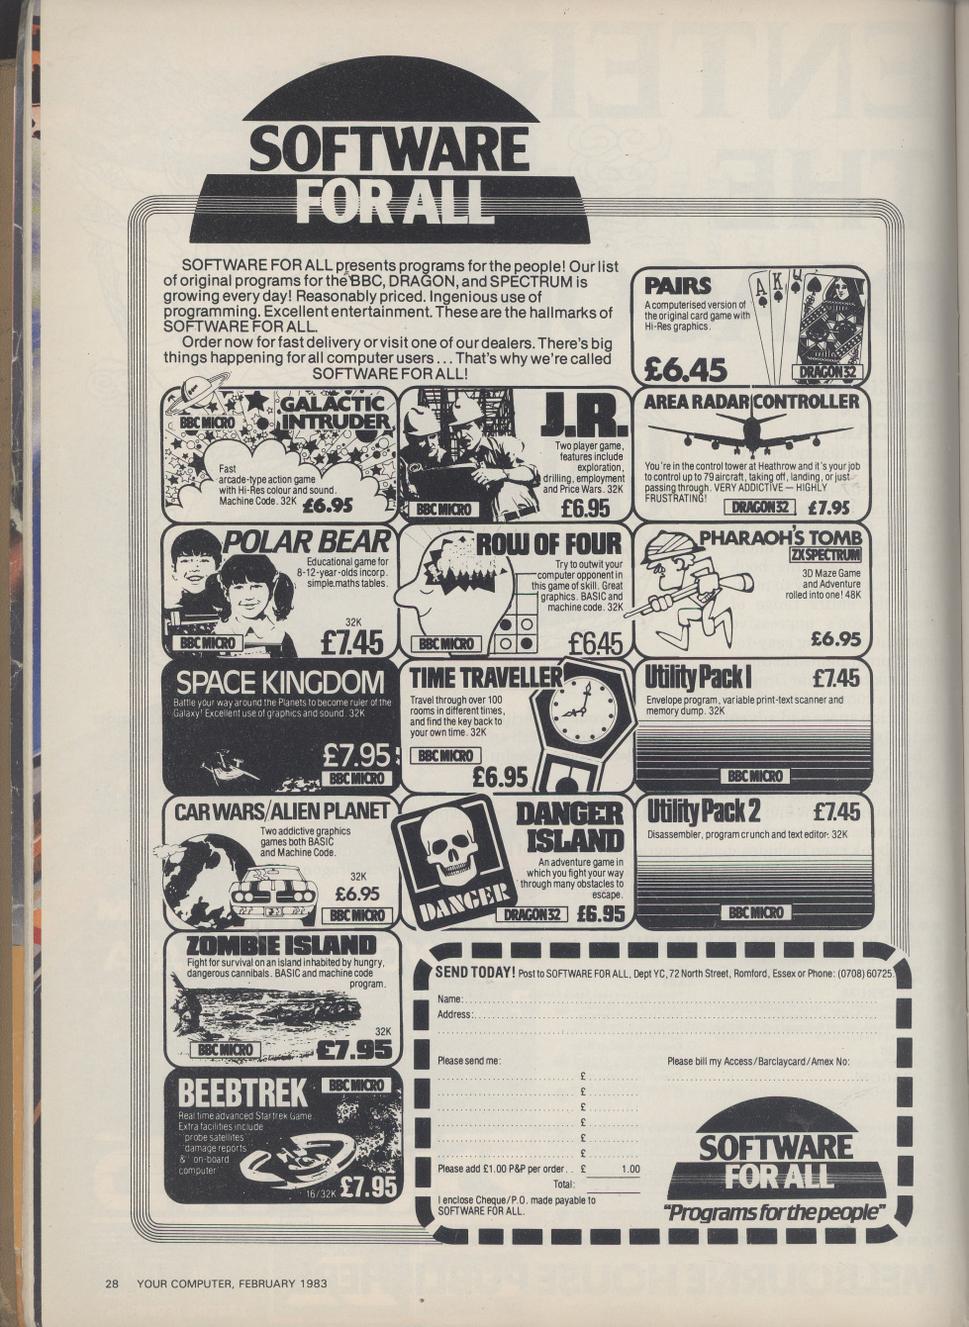 SOFTWARE
FOR ALL
SOFTWARE FOR ALL presents programs for the people! Our list
of original programs for the BBC, DRAGON, and SPECTRUM is
growing every day! Reasonably priced. Ingenious use of
programming. Excellent entertainment. These are the hallmarks of
SOFTWARE FOR ALL.
Order now for fast delivery or visit one of our dealers. There's big
things happening for all computer users... That's why we're called
SOFTWARE FOR ALL!
PAIRS
A computerised version of
the original card game with
Hi-Res graphics.
£6.45
A K Q
DRAGON 32
GALACTIC
INTRUDER
BBC MICRO
Fast
arcade-type action game
with Hi-Res colour and sound.
Machine Code. 32K £6.95
J.R.
Two player game,
features include
exploration,
drilling, employment
and Price Wars. 32K
BBC MICRO £6.95
AREA RADAR CONTROLLER
You're in the control tower at Heathrow and it's your job
to control up to 79 aircraft, taking off, landing, or just
passing through. VERY ADDICTIVE — HIGHLY
FRUSTRATING!
DRAGON 32 £7.95
POLAR BEAR
Educational game for
8-12-year-olds incorp.
simple maths tables.
32K
BBC MICRO £7.45
ROW OF FOUR
Try to outwit your
computer opponent in
this game of skill. Great
graphics. BASIC and
machine code. 32K
BBC MICRO £6.45
PHARAOH'S TOMB
ZX SPECTRUM
3D Maze Game
and Adventure
rolled into one! 48K
£6.95
SPACE KINGDOM
Battle your way around the Planets to become ruler of the
Galaxy! Excellent use of graphics and sound. 32K
£7.95
BBC MICRO
TIME TRAVELLER
Travel through over 100
rooms in different times,
and find the key back to
your own time. 32K
BBC MICRO
£6.95
Utility Pack 1 £7.45
Envelope program, variable print-text scanner and
memory dump. 32K
BBC MICRO
CAR WARS/ALIEN PLANET
Two addictive graphics
games both BASIC
and Machine Code.
32K
£6.95
BBC MICRO
DANGER
ISLAND
An adventure game in
which you fight your way
through many obstacles to
escape.
DANGER
DRAGON 32 £6.95
Utility Pack 2 £7.45
Disassembler, program crunch and text editor. 32K
BBC MICRO
ZOMBIE ISLAND
Fight for survival on an island inhabited by hungry,
dangerous cannibals. BASIC and machine code
program.
32K
BBC MICRO £7.95
BEEBTREK BBC MICRO
Real time advanced Startrek Game.
Extra facilities include
"probe satellites"
"damage reports"
& "on-board
computer"
16/32K £7.95
SEND TODAY! Post to SOFTWARE FOR ALL, Dept YC, 72 North Street, Romford, Essex or Phone: (0708) 60725.
Name:
Address:
Please send me:
£
£
£
£
£
£
Please add £1.00 P&P per order.. £ 1.00
Total:
I enclose Cheque/P.O. made payable to
SOFTWARE FOR ALL.
Please bill my Access/Barclaycard/Amex No:
SOFTWARE
FOR ALL
"Programs for the people"
28 YOUR COMPUTER, FEBRUARY 1983